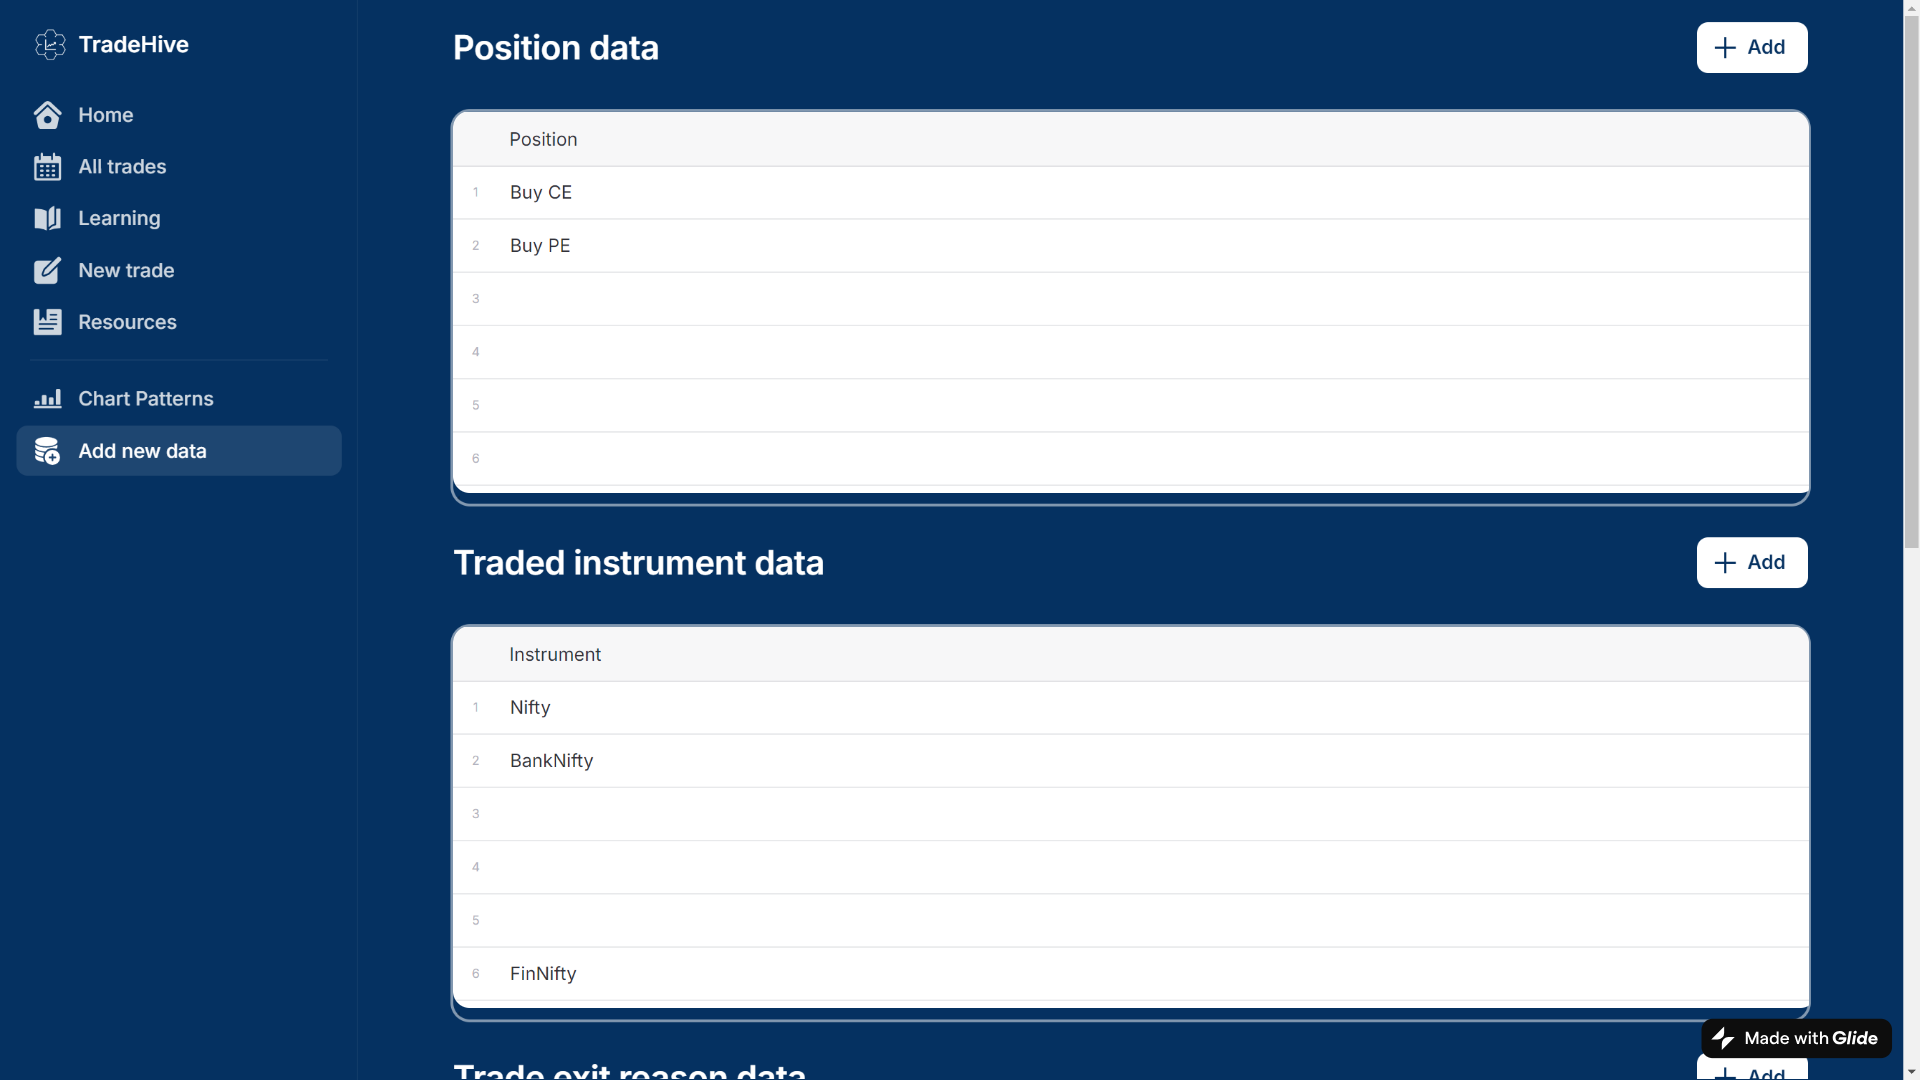 TradeHive
Home
All trades
Learning
New trade
Resources
Chart Patterns
Add new data
Position data
Add
Position
1 Buy CE
2 Buy PE
3
4
5
6
Traded instrument data
Add
Instrument
1 Nifty
2 BankNifty
3
4
5
6 FinNifty
Trade exit reason data
Add
Made with Glide